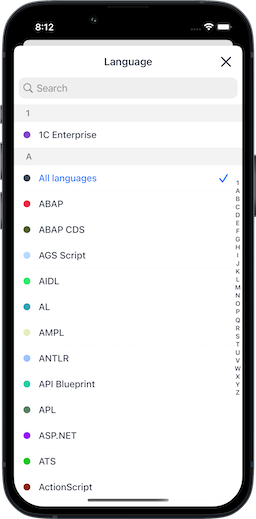 8:12
Language
Search
1
1C Enterprise
A
All languages
ABAP
ABAP CDS
AGS Script
AIDL
AL
AMPL
ANTLR
API Blueprint
APL
ASP.NET
ATS
ActionScript
1
A
B
C
D
E
F
G
H
I
J
K
L
M
N
O
P
Q
R
S
T
U
V
W
X
Y
Z